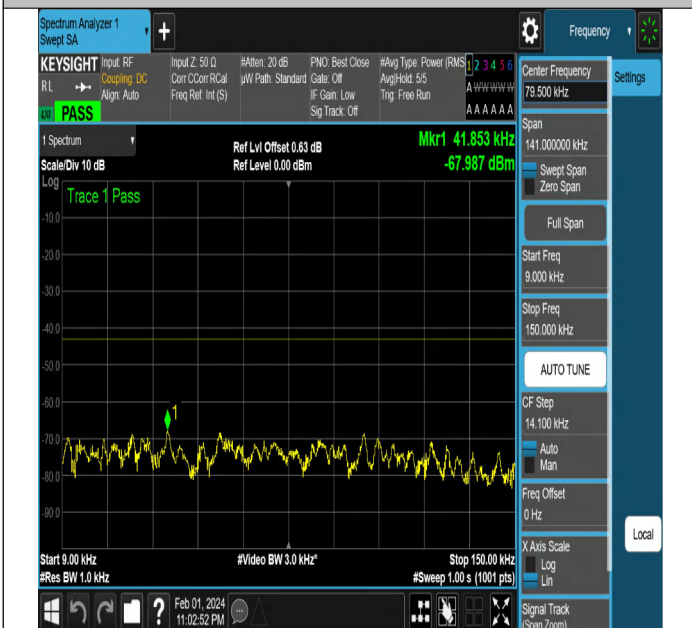 Spectrum Analyzer 1
Swept SA
+
Frequency
KEYSIGHT
RL
LXI PASS
Input: RF
Coupling: DC
Align: Auto
Input Z: 50 Ω
Corr CCorr RCal
Freq Ref: Int (S)
#Atten: 20 dB
µW Path: Standard
PNO: Best Close
Gate: Off
IF Gain: Low
Sig Track: Off
#Avg Type: Power (RMS
Avg|Hold: 5/5
Trig: Free Run
1 2 3 4 5 6
A W W W W W
A A A A A A
1 Spectrum
Scale/Div 10 dB
Ref Lvl Offset 0.63 dB
Ref Level 0.00 dBm
Mkr1 41.853 kHz
-67.987 dBm
Log
Trace 1 Pass
-10.0
-20.0
-30.0
-40.0
-50.0
-60.0
-70.0
-80.0
-90.0
1
Start 9.00 kHz
#Res BW 1.0 kHz
#Video BW 3.0 kHz*
Stop 150.00 kHz
#Sweep 1.00 s (1001 pts)
?
Feb 01, 2024
11:02:52 PM
Center Frequency
79.500 kHz
Settings
Span
141.000000 kHz
Swept Span
Zero Span
Full Span
Start Freq
9.000 kHz
Stop Freq
150.000 kHz
AUTO TUNE
CF Step
14.100 kHz
Auto
Man
Freq Offset
0 Hz
Local
X Axis Scale
Log
Lin
Signal Track
(Span Zoom)